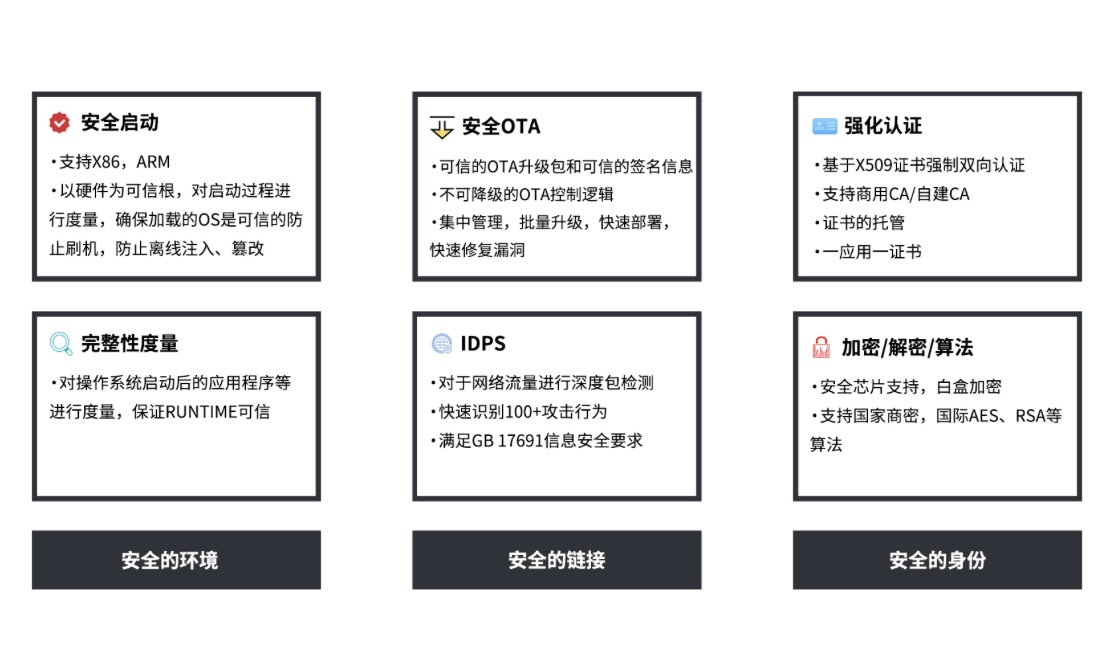 安全启动
•支持X86，ARM
•以硬件为可信根，对启动过程进
行度量，确保加载的OS是可信的防
止刷机，防止离线注入、篡改
安全OTA
•可信的OTA升级包和可信的签名信息
•不可降级的OTA控制逻辑
•集中管理，批量升级，快速部署，
快速修复漏洞
强化认证
•基于X509证书强制双向认证
•支持商用CA/自建CA
•证书的托管
•一应用一证书
完整性度量
•对操作系统启动后的应用程序等
进行度量，保证RUNTIME可信
IDPS
•对于网络流量进行深度包检测
•快速识别100+攻击行为
•满足GB 17691信息安全要求
加密/解密/算法
•安全芯片支持，白盒加密
•支持国家商密，国际AES、RSA等
算法
安全的环境
安全的链接
安全的身份